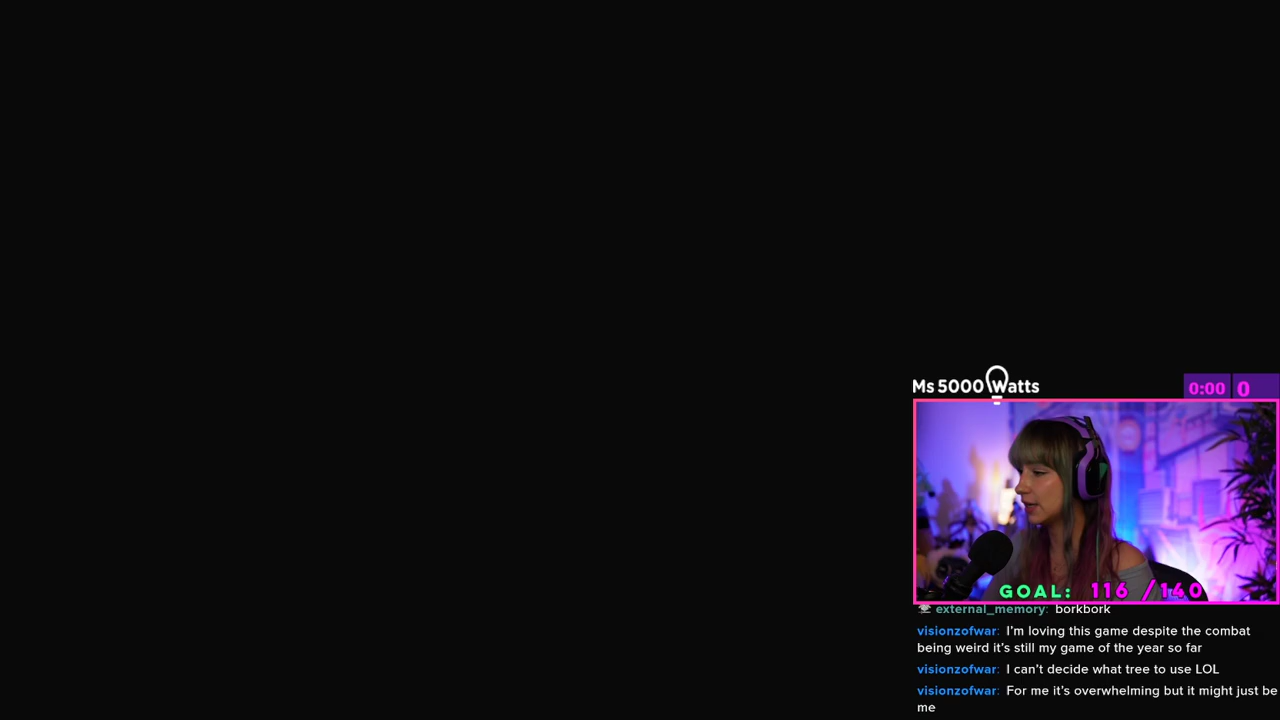 Ms 5000 Watts
0:00 0
GOAL: 116 /140
external_memory: borkbork
visionzofwar: I'm loving this game despite the combat
being weird it's still my game of the year so far
visionzofwar: I can't decide what tree to use LOL
visionzofwar: For me it's overwhelming but it might just be
me